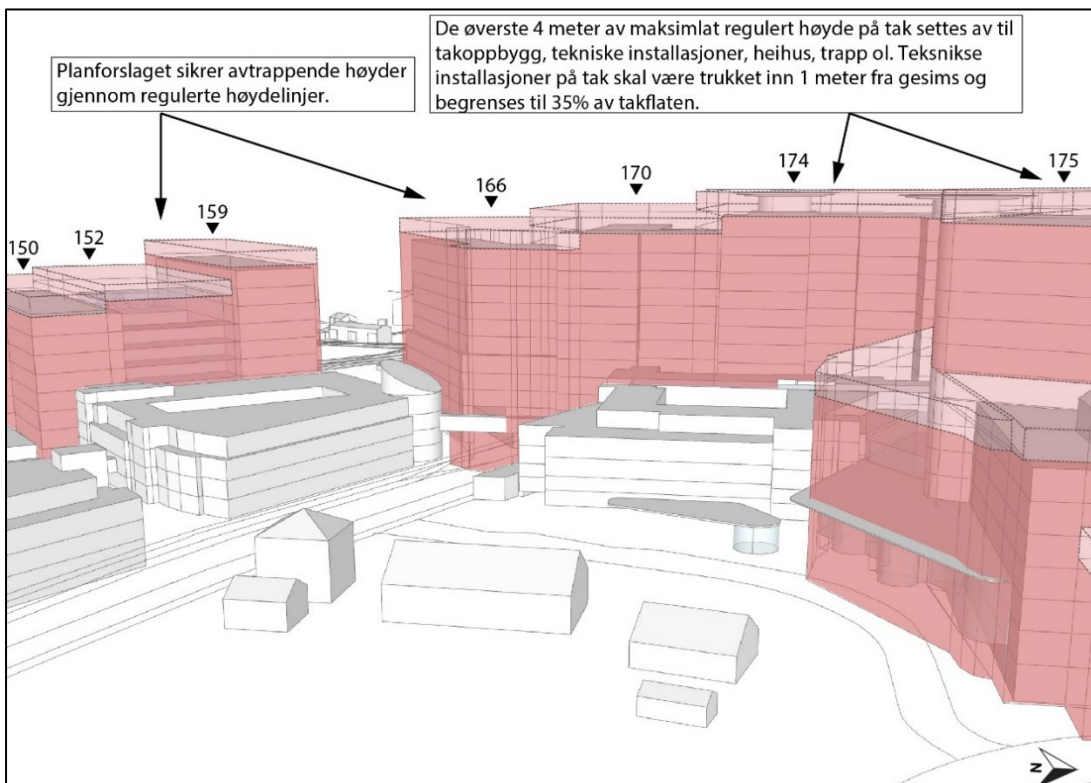 De øverste 4 meter av maksimlat regulert høyde på tak settes av til
takoppbygg, tekniske installasjoner, heihus, trapp ol. Teksnikse
installasjoner på tak skal være trukket inn 1 meter fra gesims og
begrenses til 35% av takflaten.
Planforslaget sikrer avtrappende høyder
gjennom regulerte høydelinjer.
150
152
159
166
170
174
175
N